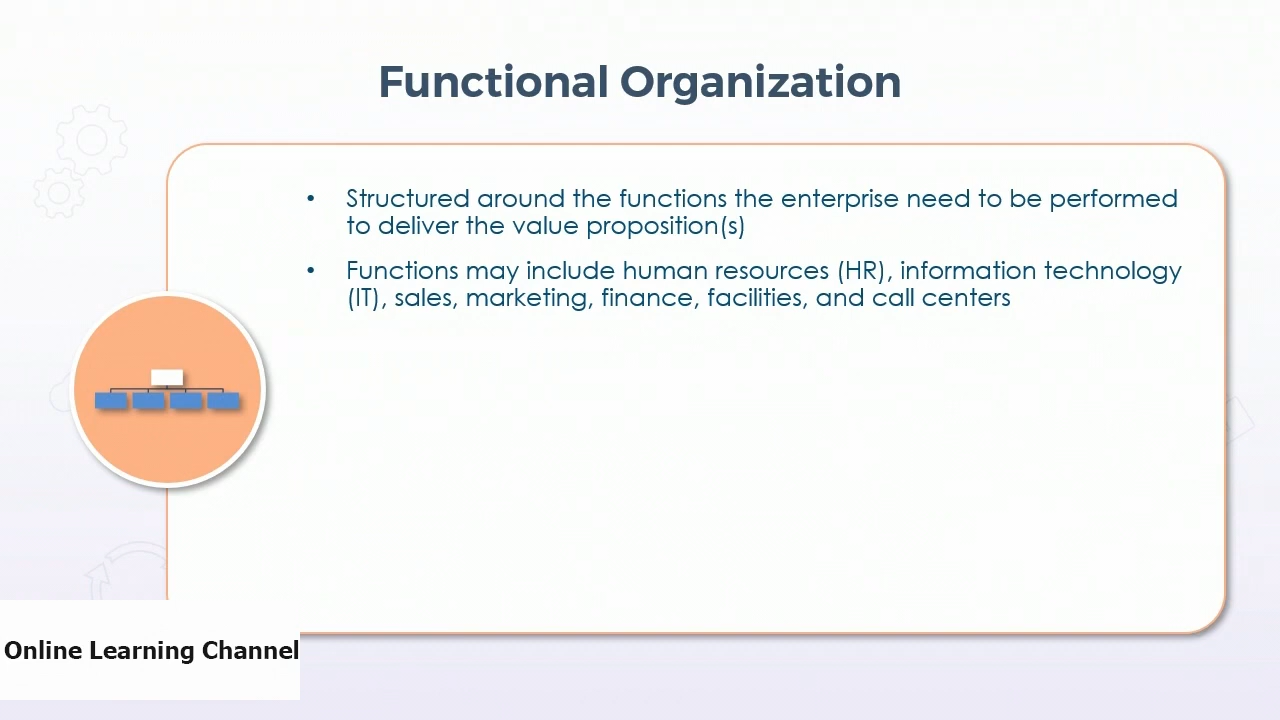 Functional Organization
• Structured around the functions the enterprise need to be performed
to deliver the value proposition(s)
• Functions may include human resources (HR), information technology
(IT), sales, marketing, finance, facilities, and call centers
Online Learning Channel